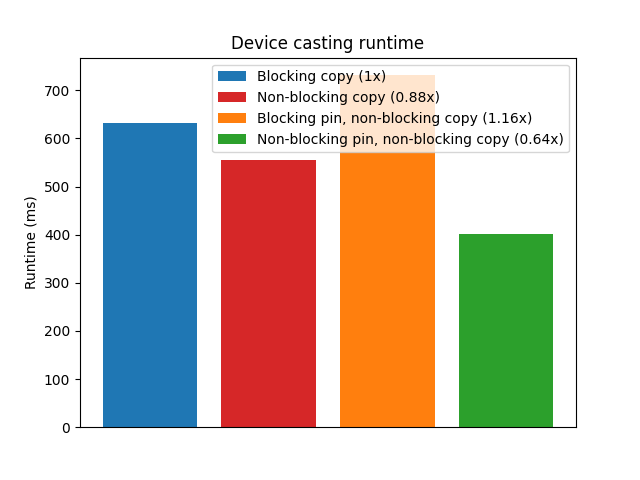 Device casting runtime
Runtime (ms)
700
600
500
400
300
200
100
0
Blocking copy (1x)
Non-blocking copy (0.88x)
Blocking pin, non-blocking copy (1.16x)
Non-blocking pin, non-blocking copy (0.64x)